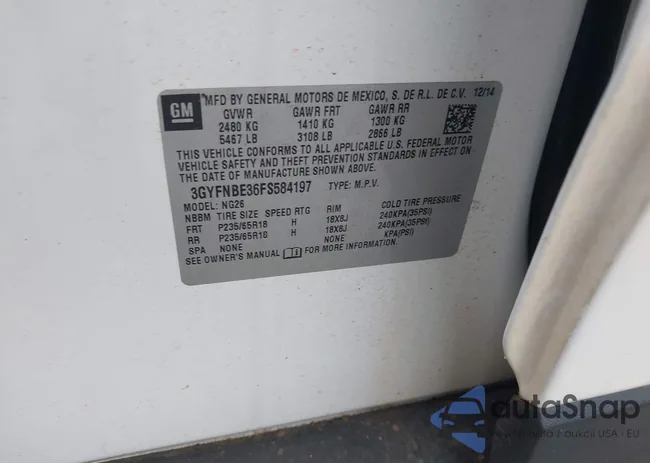 GM
MFD BY GENERAL MOTORS DE MEXICO, S. DE R.L. DE C.V. 12/14
GVWR GAWR FRT GAWR RR
2480 KG 1410 KG 1300 KG
5467 LB 3108 LB 2866 LB
THIS VEHICLE CONFORMS TO ALL APPLICABLE U.S. FEDERAL MOTOR
VEHICLE SAFETY AND THEFT PREVENTION STANDARDS IN EFFECT ON
THE DATE OF MANUFACTURE SHOWN ABOVE.
3GYFNBE36FS584197 TYPE: M.P.V.
MODEL: NG26
NBBM TIRE SIZE SPEED RTG RIM COLD TIRE PRESSURE
FRT P235/65R18 H 18X8J 240KPA(35PSI)
RR P235/65R18 H 18X8J 240KPA(35PSI)
SPA NONE NONE KPA(PSI)
SEE OWNER'S MANUAL FOR MORE INFORMATION.
autoSnap
auto z aukcji USA - EU